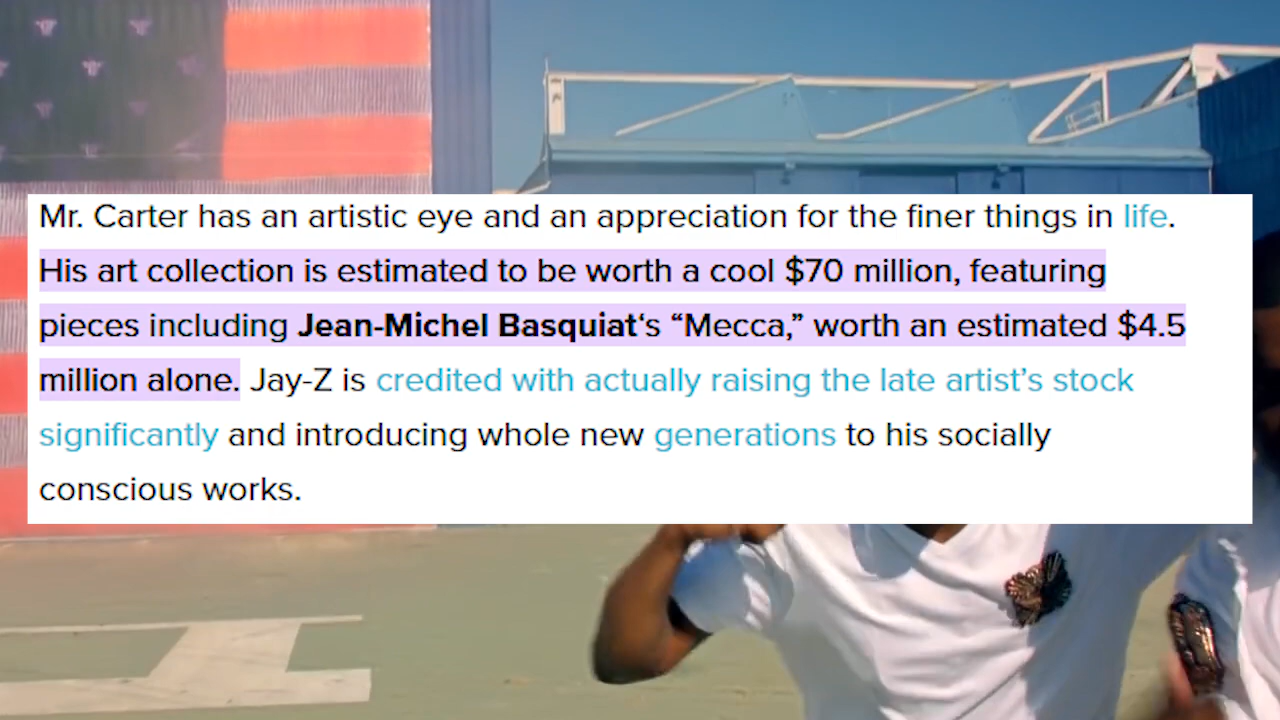 Mr. Carter has an artistic eye and an appreciation for the finer things in life.
His art collection is estimated to be worth a cool $70 million, featuring
pieces including Jean-Michel Basquiat‘s “Mecca,” worth an estimated $4.5
million alone. Jay-Z is credited with actually raising the late artist’s stock
significantly and introducing whole new generations to his socially
conscious works.